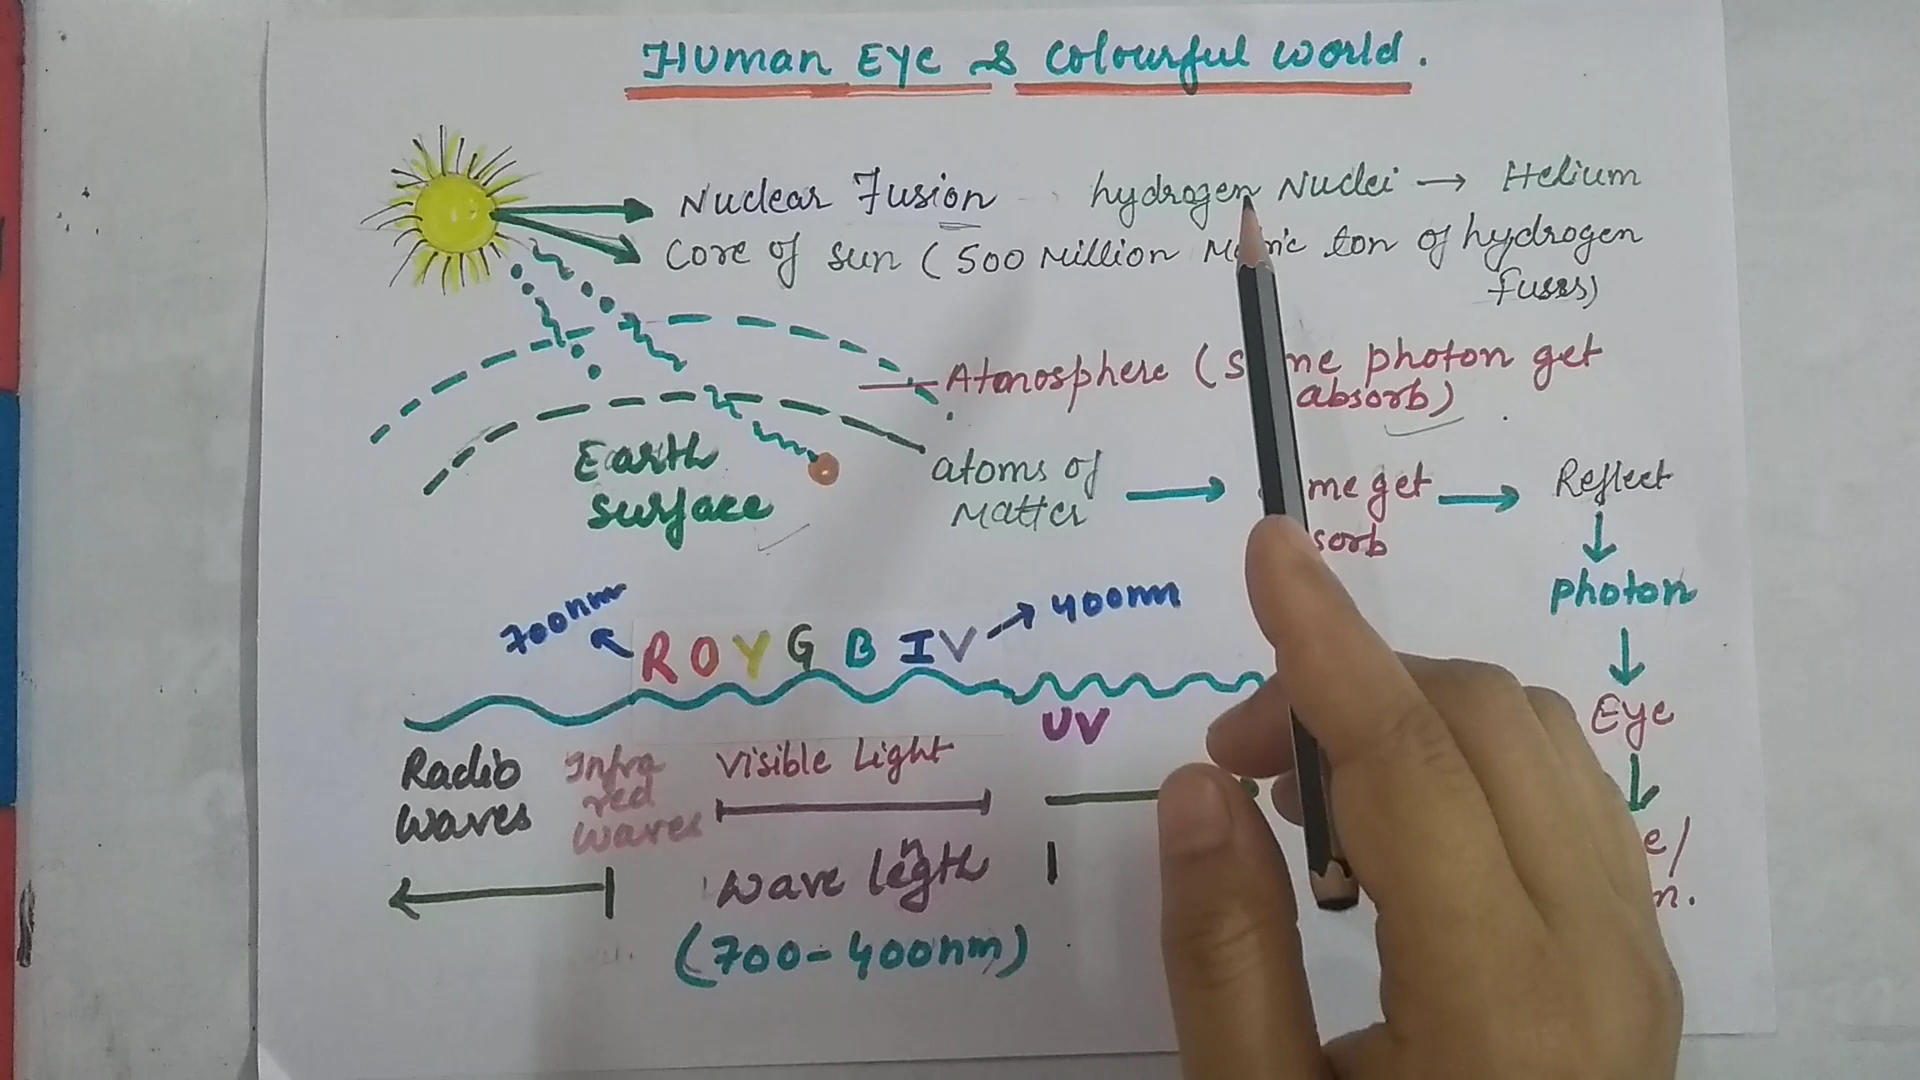 Human Eye & Colourful world.
Nuclear Fusion hydrogen Nuclei → Helium
Core of sun (500 Million ton of hydrogen
fuses)
Atmosphere ( photon get
absorb)
Earth
surface
atoms of
Matter
→ get → Reflect
↓
Photon
↓
Eye
↓
700nm
R O Y G B I V → 400nm
UV
Radio
waves
Infra
red
waves
Visible Light
wave length
(700-400nm)